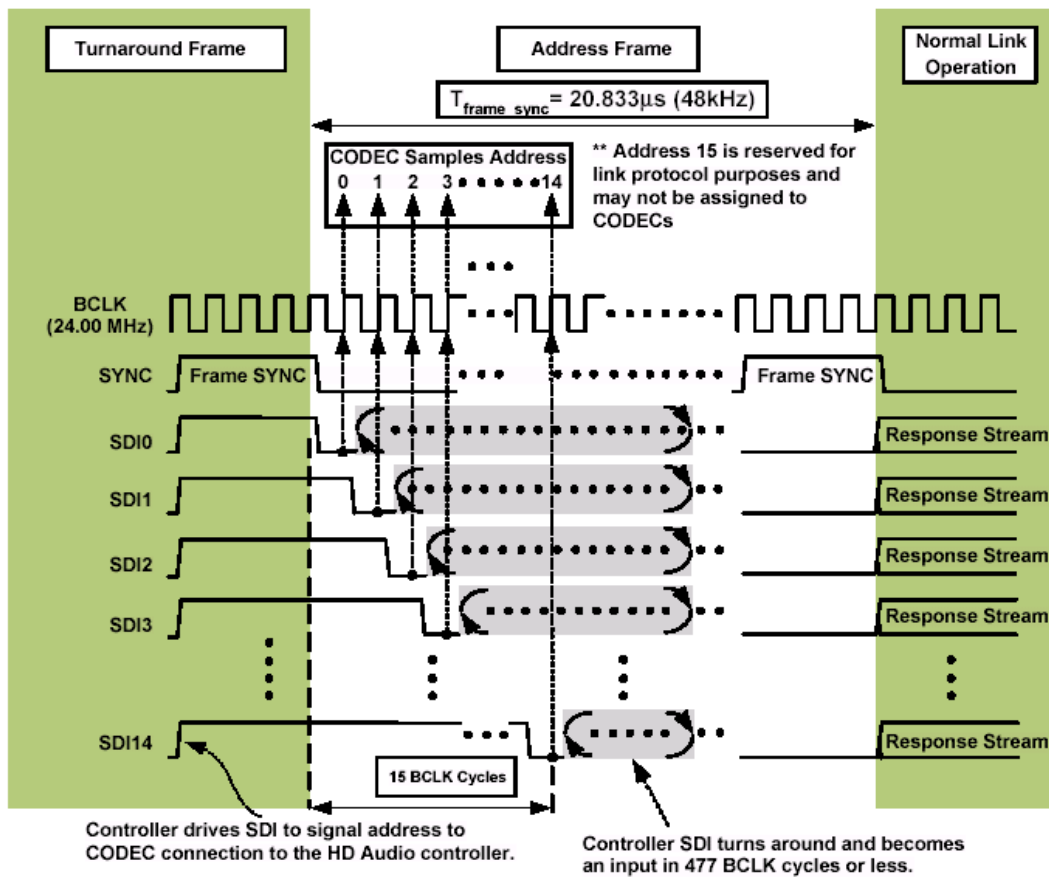 Turnaround Frame
Address Frame
Normal Link
Operation
Tframe_sync= 20.833µs (48kHz)
CODEC Samples Address
0 1 2 3 14
** Address 15 is reserved for
link protocol purposes and
may not be assigned to
CODECs
BCLK
(24.00 MHz)
SYNC
Frame SYNC
Frame SYNC
SDI0
Response Stream
SDI1
Response Stream
SDI2
Response Stream
SDI3
Response Stream
SDI14
Response Stream
15 BCLK Cycles
Controller drives SDI to signal address to
CODEC connection to the HD Audio controller.
Controller SDI turns around and becomes
an input in 477 BCLK cycles or less.